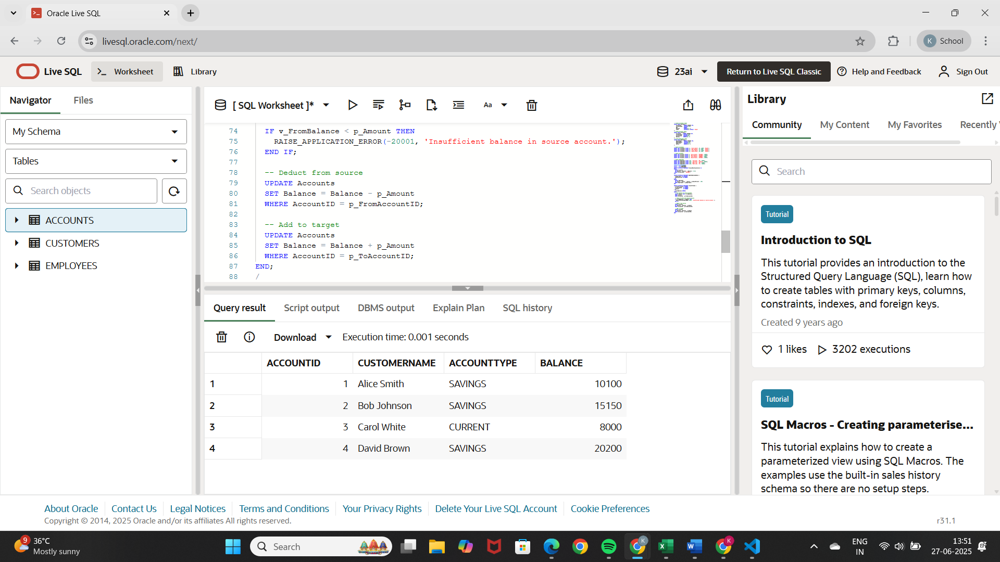 Oracle Live SQL
livesql.oracle.com/next/
K School
Live SQL
Worksheet
Library
23ai
Return to Live SQL Classic
Help and Feedback
Sign Out
Navigator
Files
My Schema
Tables
Search objects
ACCOUNTS
CUSTOMERS
EMPLOYEES
[ SQL Worksheet ]*
Aa
74 IF v_FromBalance < p_Amount THEN
75 RAISE_APPLICATION_ERROR(-20001, 'Insufficient balance in source account.');
76 END IF;
77
78 -- Deduct from source
79 UPDATE Accounts
80 SET Balance = Balance - p_Amount
81 WHERE AccountID = p_FromAccountID;
82
83 -- Add to target
84 UPDATE Accounts
85 SET Balance = Balance + p_Amount
86 WHERE AccountID = p_ToAccountID;
87 END;
88 /
Query result
Script output
DBMS output
Explain Plan
SQL history
Download
Execution time: 0.001 seconds
ACCOUNTID CUSTOMERNAME ACCOUNTTYPE BALANCE
1 1 Alice Smith SAVINGS 10100
2 2 Bob Johnson SAVINGS 15150
3 3 Carol White CURRENT 8000
4 4 David Brown SAVINGS 20200
Library
Community
My Content
My Favorites
Recently
Search
Tutorial
Introduction to SQL
This tutorial provides an introduction to the
Structured Query Language (SQL), learn how
to create tables with primary keys, columns,
constraints, indexes, and foreign keys.
Created 9 years ago
1 likes
3202 executions
Tutorial
SQL Macros - Creating parameterise...
This tutorial explains how to create a
parameterized view using SQL Macros. The
examples use the built-in sales history
schema so there are no setup steps.
About Oracle
Contact Us
Legal Notices
Terms and Conditions
Your Privacy Rights
Delete Your Live SQL Account
Cookie Preferences
Copyright © 2014, 2025 Oracle and/or its affiliates All rights reserved.
r31.1
9
36°C
Mostly sunny
Search
K
K
ENG
IN
13:51
27-06-2025